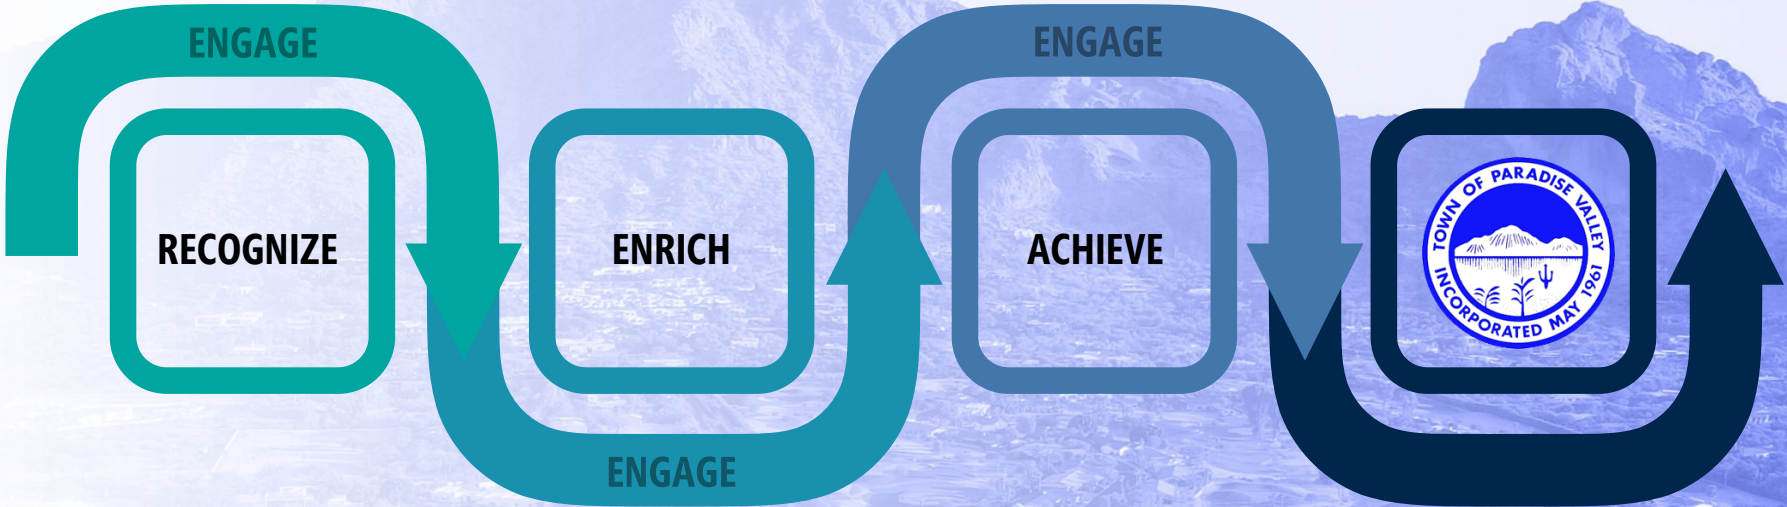 ENGAGE
ENGAGE
RECOGNIZE
ENRICH
ACHIEVE
TOWN OF PARADISE VALLEY
INCORPORATED MAY 1961
ENGAGE